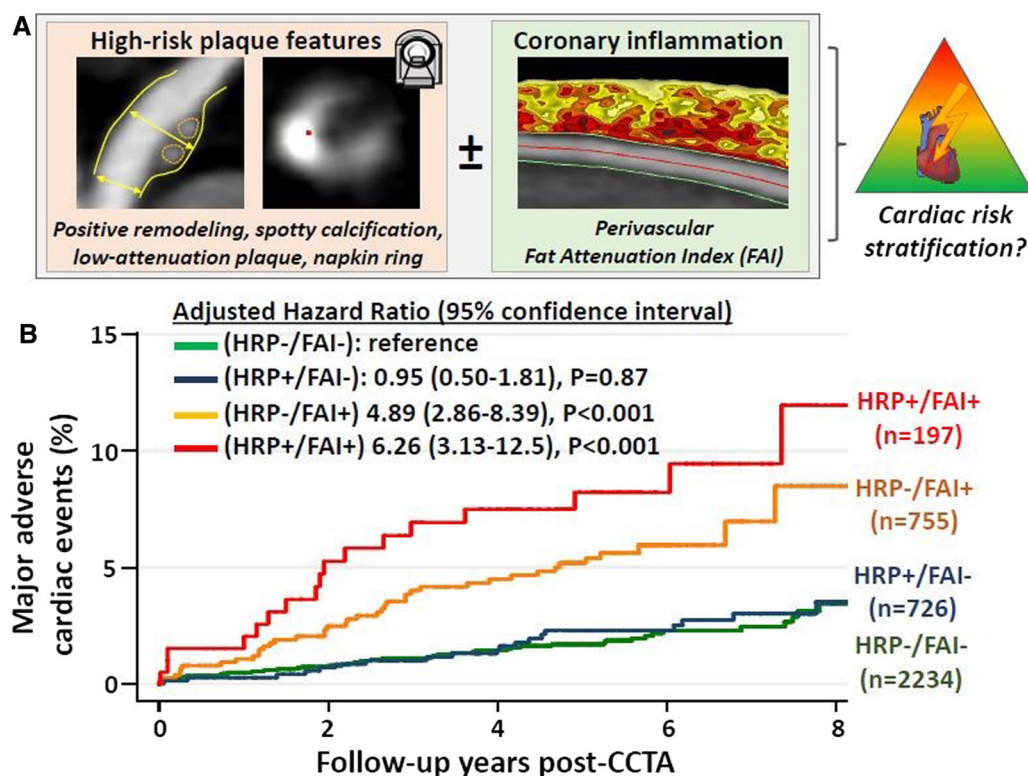 A
High-risk plaque features
Positive remodeling, spotty calcification,
low-attenuation plaque, napkin ring
±
Coronary inflammation
Perivascular
Fat Attenuation Index (FAI)
Cardiac risk
stratification?
B
Adjusted Hazard Ratio (95% confidence interval)
(HRP-/FAI-): reference
(HRP+/FAI-): 0.95 (0.50-1.81), P=0.87
(HRP-/FAI+) 4.89 (2.86-8.39), P<0.001
(HRP+/FAI+) 6.26 (3.13-12.5), P<0.001
Major adverse
cardiac events (%)
15
10
5
0
HRP+/FAI+
(n=197)
HRP-/FAI+
(n=755)
HRP+/FAI-
(n=726)
HRP-/FAI-
(n=2234)
0 2 4 6 8
Follow-up years post-CCTA